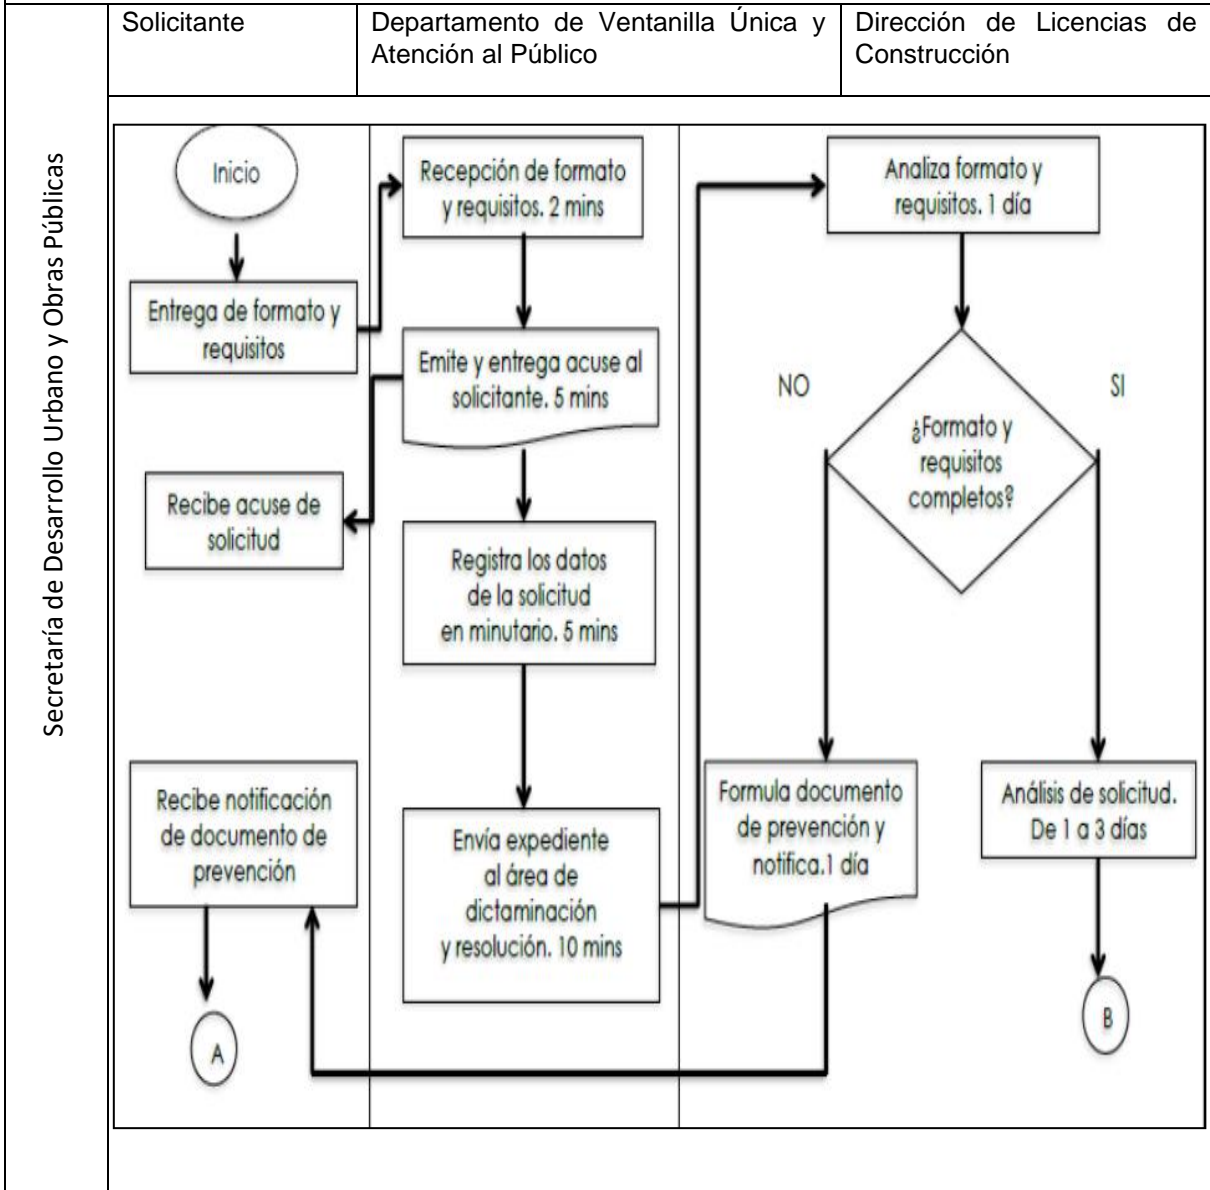 Solicitante
Departamento de Ventanilla Única y
Atención al Público
Dirección de Licencias de
Construcción
Secretaría de Desarrollo Urbano y Obras Públicas
Inicio
Entrega de formato y
requisitos
Recepción de formato
y requisitos. 2 mins
Emite y entrega acuse al
solicitante. 5 mins
Recibe acuse de
solicitud
Registra los datos
de la solicitud
en minutario. 5 mins
Envía expediente
al área de
dictaminación
y resolución. 10 mins
Analiza formato y
requisitos. 1 día
¿Formato y
requisitos
completos?
NO
SI
Formula documento
de prevención y
notifica.1 día
Análisis de solicitud.
De 1 a 3 días
Recibe notificación
de documento de
prevención
A
B